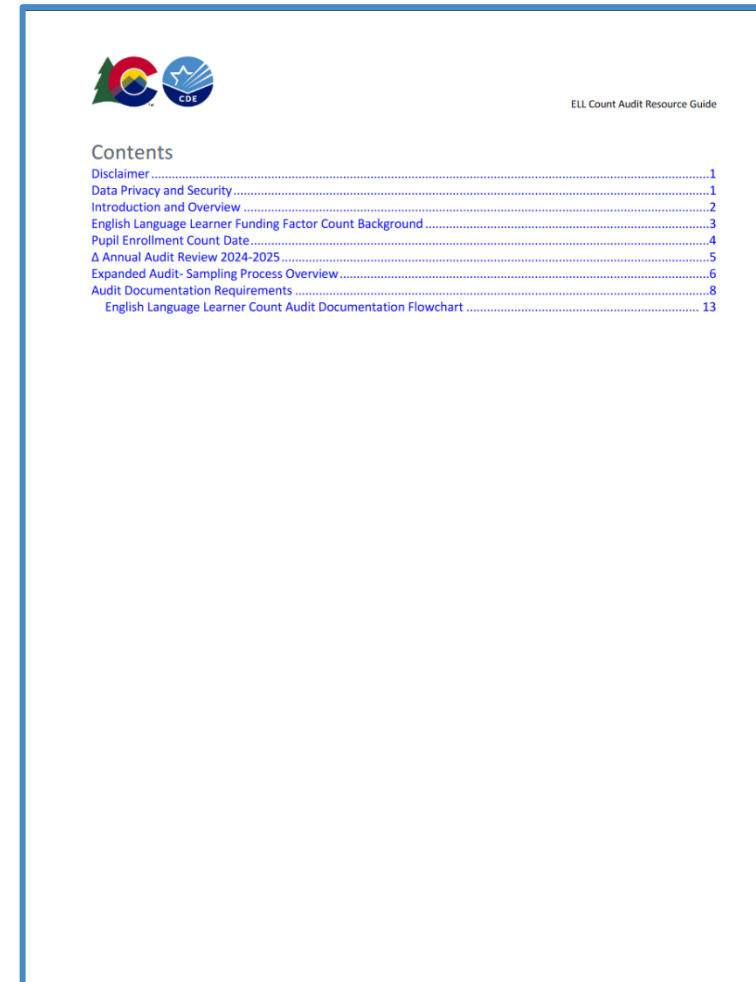 CDE
ELL Count Audit Resource Guide
Contents
Disclaimer.....1
Data Privacy and Security.....1
Introduction and Overview.....2
English Language Learner Funding Factor Count Background.....3
Pupil Enrollment Count Date.....4
Δ Annual Audit Review 2024-2025.....5
Expanded Audit- Sampling Process Overview.....6
Audit Documentation Requirements.....8
English Language Learner Count Audit Documentation Flowchart.....13